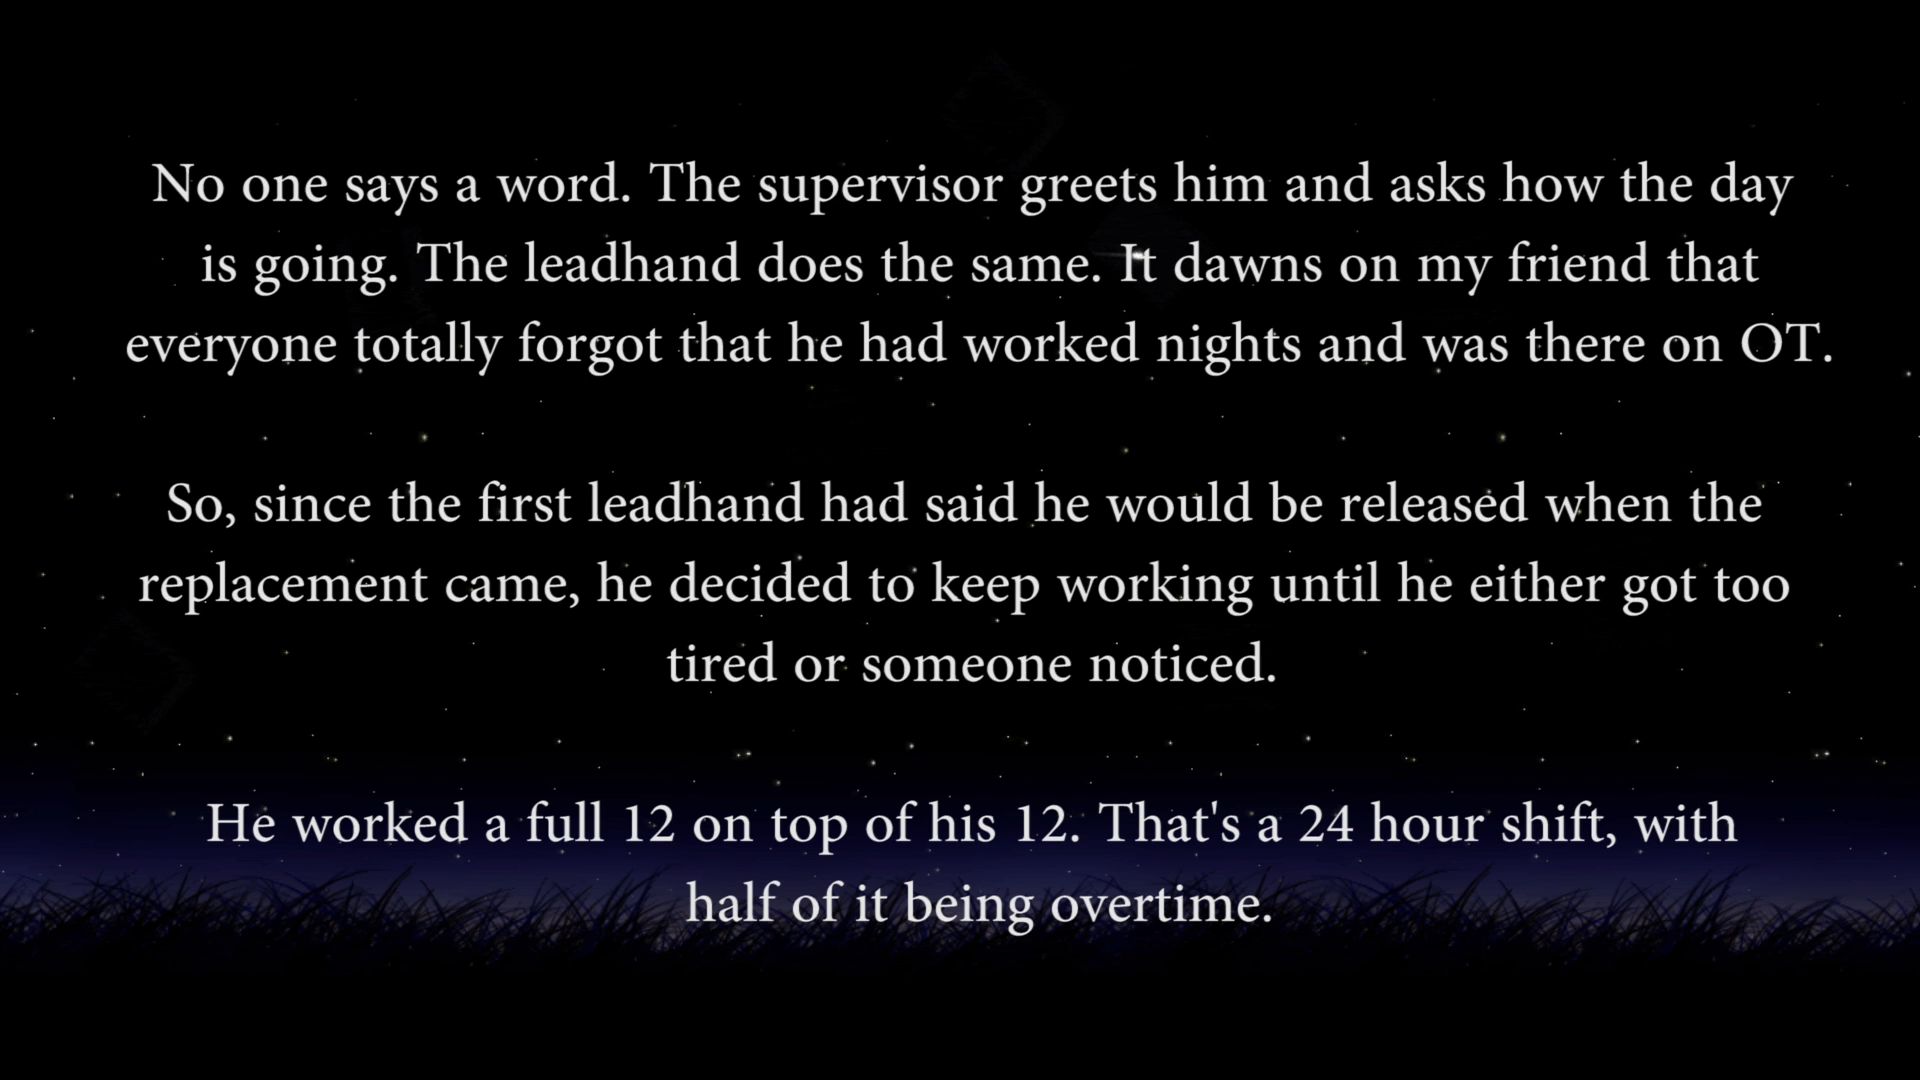 No one says a word. The supervisor greets him and asks how the day
is going. The leadhand does the same. It dawns on my friend that
everyone totally forgot that he had worked nights and was there on OT.
So, since the first leadhand had said he would be released when the
replacement came, he decided to keep working until he either got too
tired or someone noticed.
He worked a full 12 on top of his 12. That's a 24 hour shift, with
half of it being overtime.